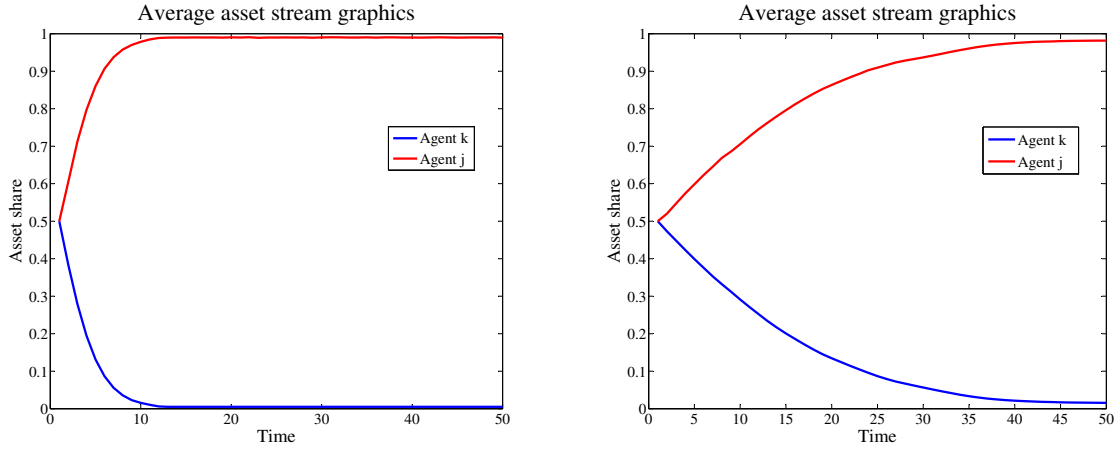 Average asset stream graphics
1
0.9
0.8
0.7
0.6
0.5
0.4
0.3
0.2
0.1
0
Asset share
Agent k
Agent j
0 10 20 30 40 50
Time
Average asset stream graphics
1
0.9
0.8
0.7
0.6
0.5
0.4
0.3
0.2
0.1
0
Asset share
Agent k
Agent j
0 5 10 15 20 25 30 35 40 45 50
Time